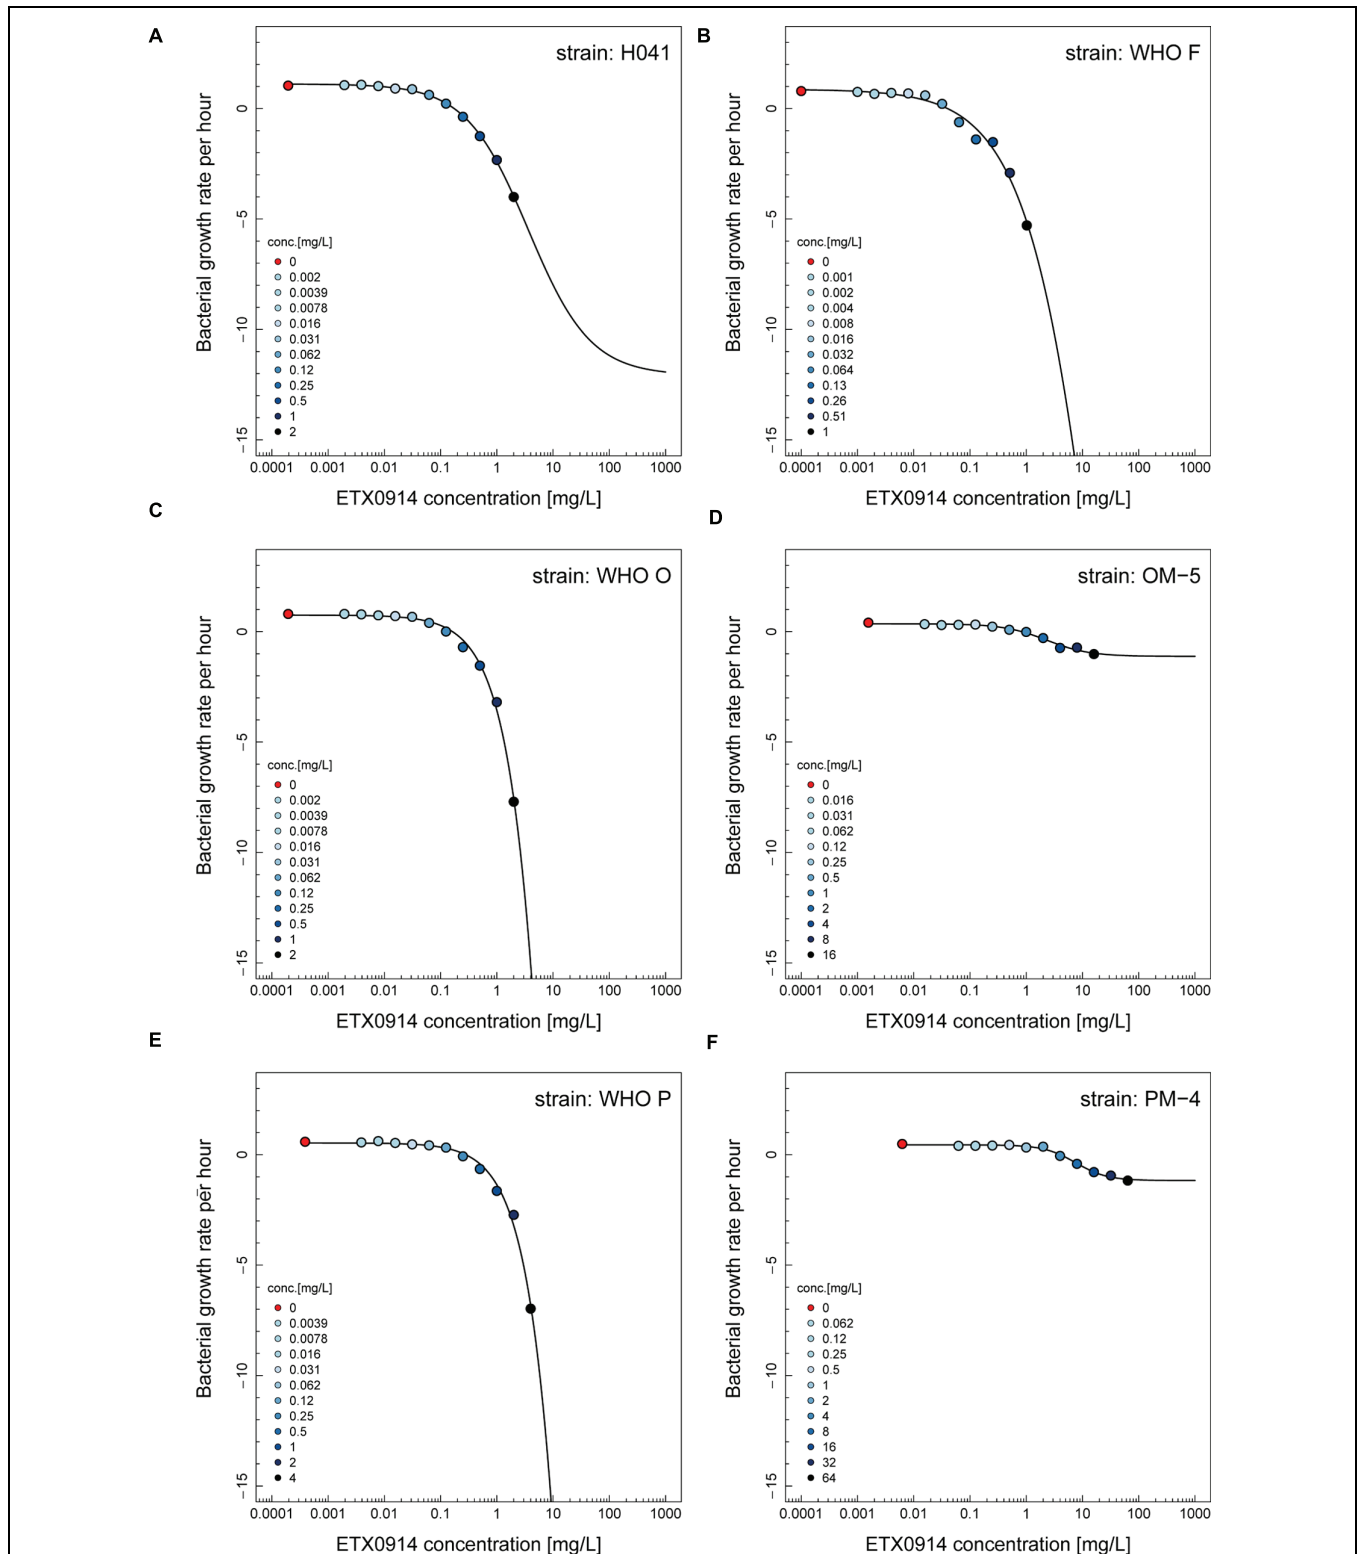 A
strain: H041
Bacterial growth rate per hour
0
−5
−10
−15
conc.[mg/L]
0
0.002
0.0039
0.0078
0.016
0.031
0.062
0.12
0.25
0.5
1
2
0.0001 0.001 0.01 0.1 1 10 100 1000
ETX0914 concentration [mg/L]
B
strain: WHO F
Bacterial growth rate per hour
0
−5
−10
−15
conc.[mg/L]
0
0.001
0.002
0.004
0.008
0.016
0.032
0.064
0.13
0.26
0.51
1
0.0001 0.001 0.01 0.1 1 10 100 1000
ETX0914 concentration [mg/L]
C
strain: WHO O
Bacterial growth rate per hour
0
−5
−10
−15
conc.[mg/L]
0
0.002
0.0039
0.0078
0.016
0.031
0.062
0.12
0.25
0.5
1
2
0.0001 0.001 0.01 0.1 1 10 100 1000
ETX0914 concentration [mg/L]
D
strain: OM−5
Bacterial growth rate per hour
0
−5
−10
−15
conc.[mg/L]
0
0.016
0.031
0.062
0.12
0.25
0.5
1
2
4
8
16
0.0001 0.001 0.01 0.1 1 10 100 1000
ETX0914 concentration [mg/L]
E
strain: WHO P
Bacterial growth rate per hour
0
−5
−10
−15
conc.[mg/L]
0
0.0039
0.0078
0.016
0.031
0.062
0.12
0.25
0.5
1
2
4
0.0001 0.001 0.01 0.1 1 10 100 1000
ETX0914 concentration [mg/L]
F
strain: PM−4
Bacterial growth rate per hour
0
−5
−10
−15
conc.[mg/L]
0
0.062
0.12
0.25
0.5
1
2
4
8
16
32
64
0.0001 0.001 0.01 0.1 1 10 100 1000
ETX0914 concentration [mg/L]